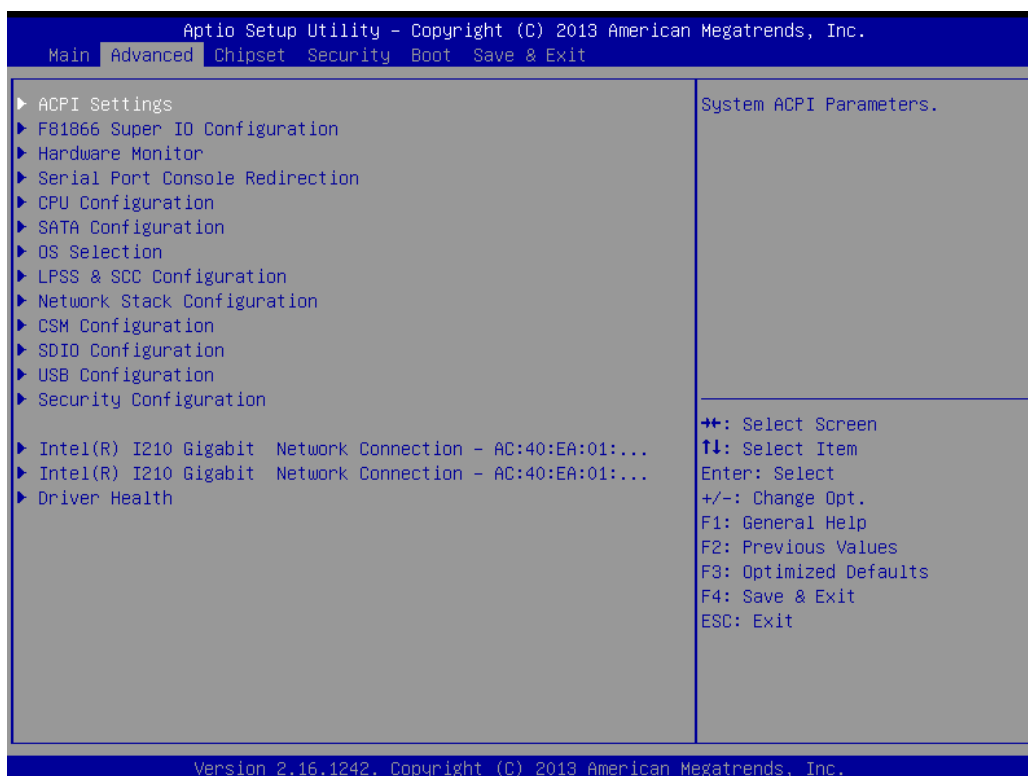 Aptio Setup Utility – Copyright (C) 2013 American Megatrends, Inc.
Main Advanced Chipset Security Boot Save & Exit
► ACPI Settings
► F81866 Super IO Configuration
► Hardware Monitor
► Serial Port Console Redirection
► CPU Configuration
► SATA Configuration
► OS Selection
► LPSS & SCC Configuration
► Network Stack Configuration
► CSM Configuration
► SDIO Configuration
► USB Configuration
► Security Configuration
► Intel(R) I210 Gigabit  Network Connection – AC:40:EA:01:...
► Intel(R) I210 Gigabit  Network Connection – AC:40:EA:01:...
► Driver Health
System ACPI Parameters.
→←: Select Screen
↑↓: Select Item
Enter: Select
+/-: Change Opt.
F1: General Help
F2: Previous Values
F3: Optimized Defaults
F4: Save & Exit
ESC: Exit
Version 2.16.1242. Copyright (C) 2013 American Megatrends, Inc.